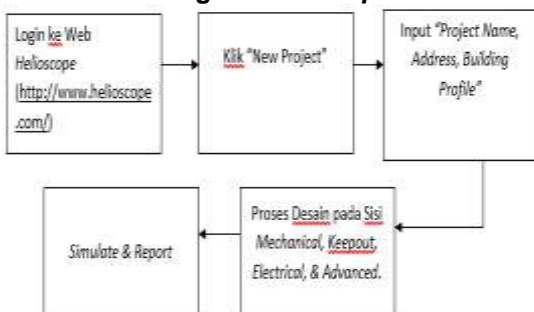 Login ke Web
Helioscope
(http://www.helioscope
.com/)
Klik “New Project”
Input “Project Name,
Address, Building
Profile”
Proses Desain pada Sisi
Mechanical, Keepout,
Electrical, & Advanced.
Simulate & Report